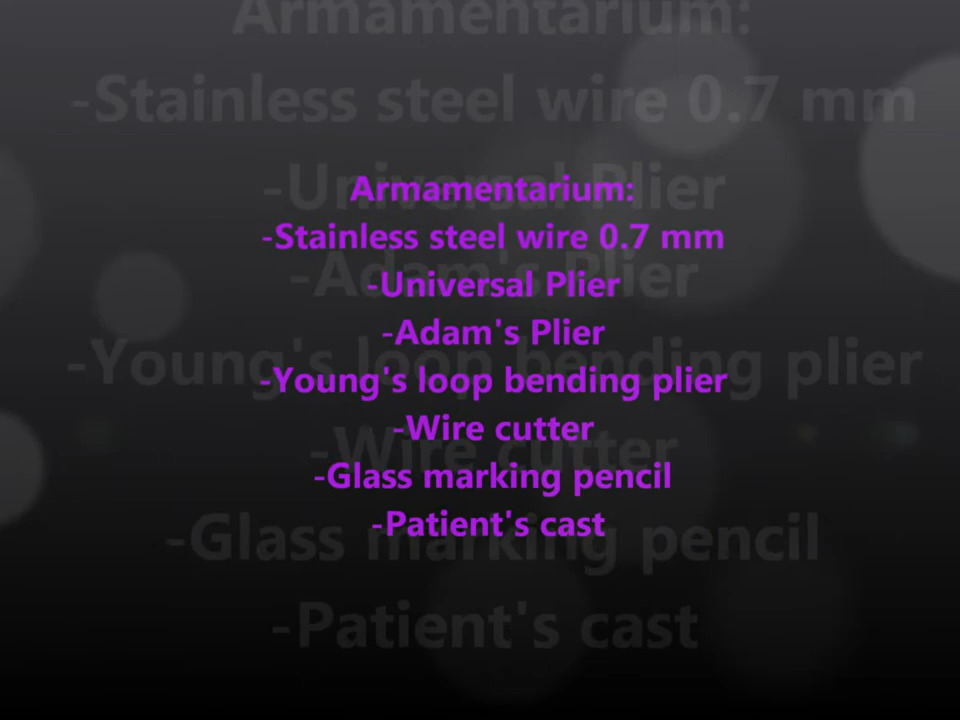 Armamentarium:
-Stainless steel wire 0.7 mm
-Universal Plier
-Adam's Plier
-Young's loop bending plier
-Wire cutter
-Glass marking pencil
-Patient's cast